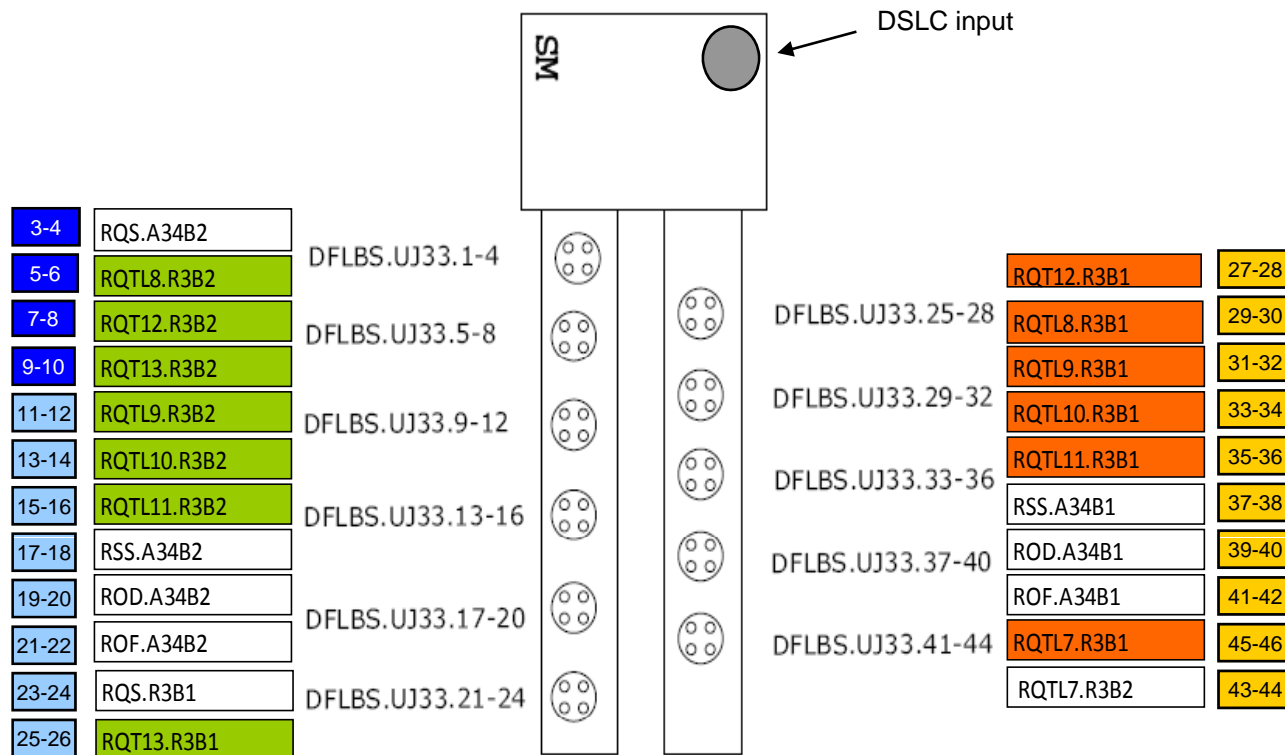 DSLC input
SM
3-4 RQS.A34B2
DFLBS.UJ33.1-4
5-6 RQTL8.R3B2
7-8 RQT12.R3B2
DFLBS.UJ33.5-8
9-10 RQT13.R3B2
11-12 RQTL9.R3B2
DFLBS.UJ33.9-12
13-14 RQTL10.R3B2
15-16 RQTL11.R3B2
DFLBS.UJ33.13-16
17-18 RSS.A34B2
19-20 ROD.A34B2
DFLBS.UJ33.17-20
21-22 ROF.A34B2
23-24 RQS.R3B1
DFLBS.UJ33.21-24
25-26 RQT13.R3B1
RQT12.R3B1 27-28
DFLBS.UJ33.25-28
RQTL8.R3B1 29-30
RQTL9.R3B1 31-32
DFLBS.UJ33.29-32
RQTL10.R3B1 33-34
RQTL11.R3B1 35-36
DFLBS.UJ33.33-36
RSS.A34B1 37-38
ROD.A34B1 39-40
DFLBS.UJ33.37-40
ROF.A34B1 41-42
RQTL7.R3B1 45-46
DFLBS.UJ33.41-44
RQTL7.R3B2 43-44